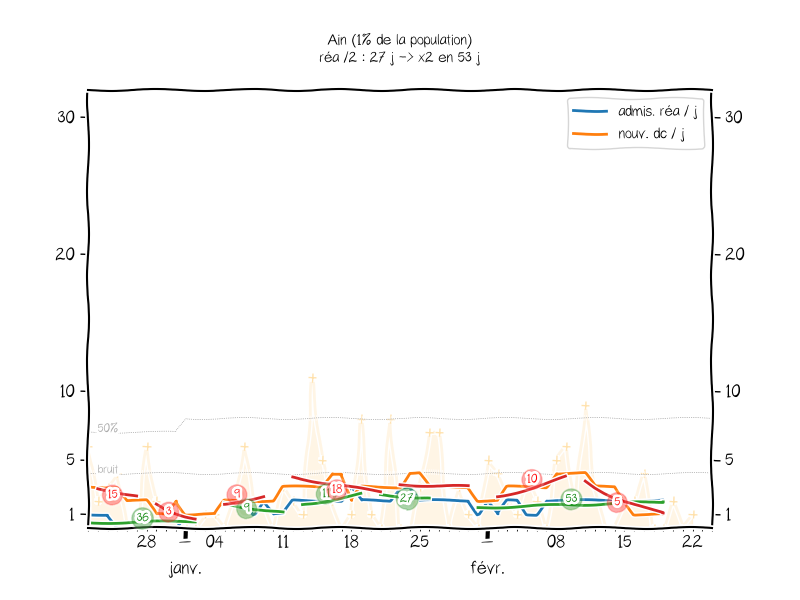 Ain (1% de la population)
réa /2 : 27 j -> x2 en 53 j
admis. réa / j
nouv. dc / j
30 30
20 20
10 10
5 5
1 1
50%
bruit
15 36 3 9 9 18 27 10 53 5
28 1 04 11 18 25 1 08 15 22
janv. févr.